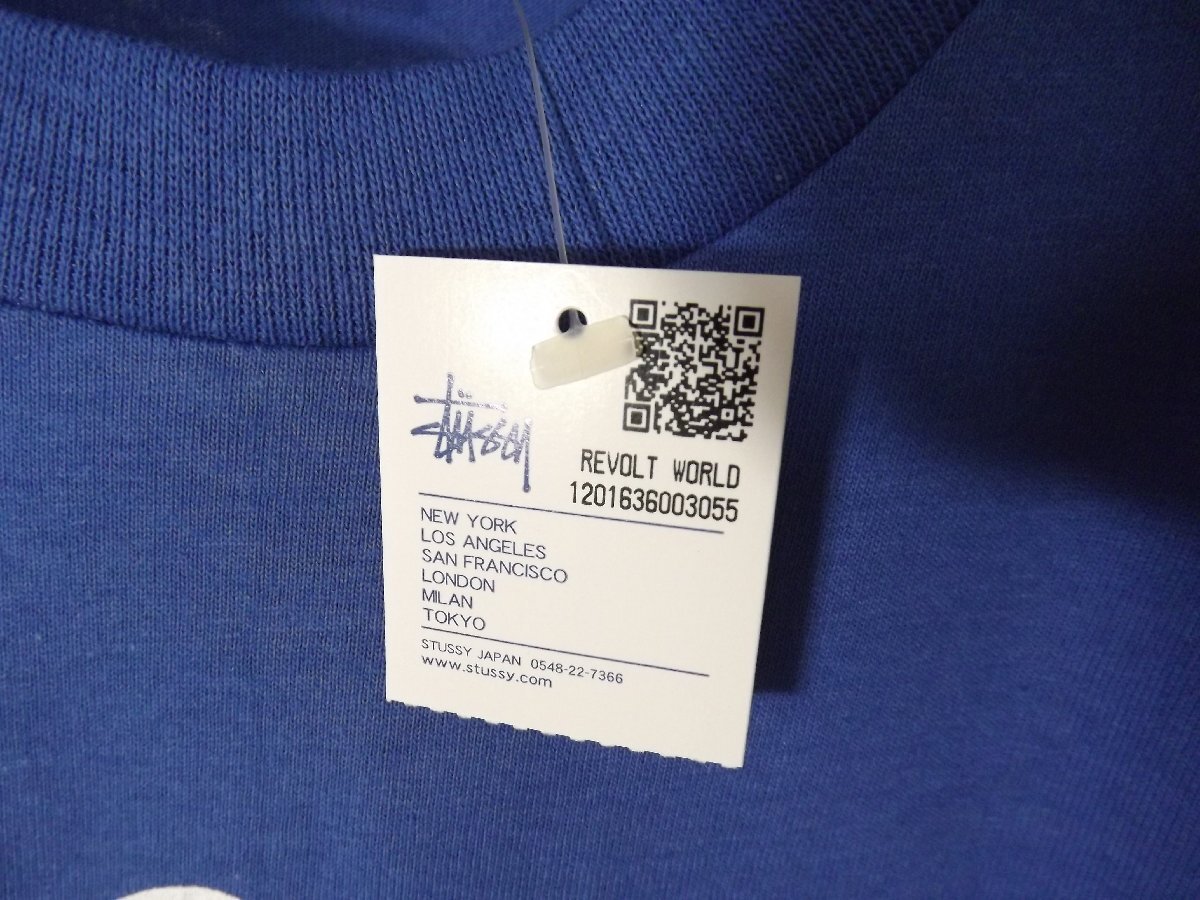 Stüssy
REVOLT WORLD
1201636003055
NEW YORK
LOS ANGELES
SAN FRANCISCO
LONDON
MILAN
TOKYO
STUSSY JAPAN 0548-22-7366
www.stussy.com